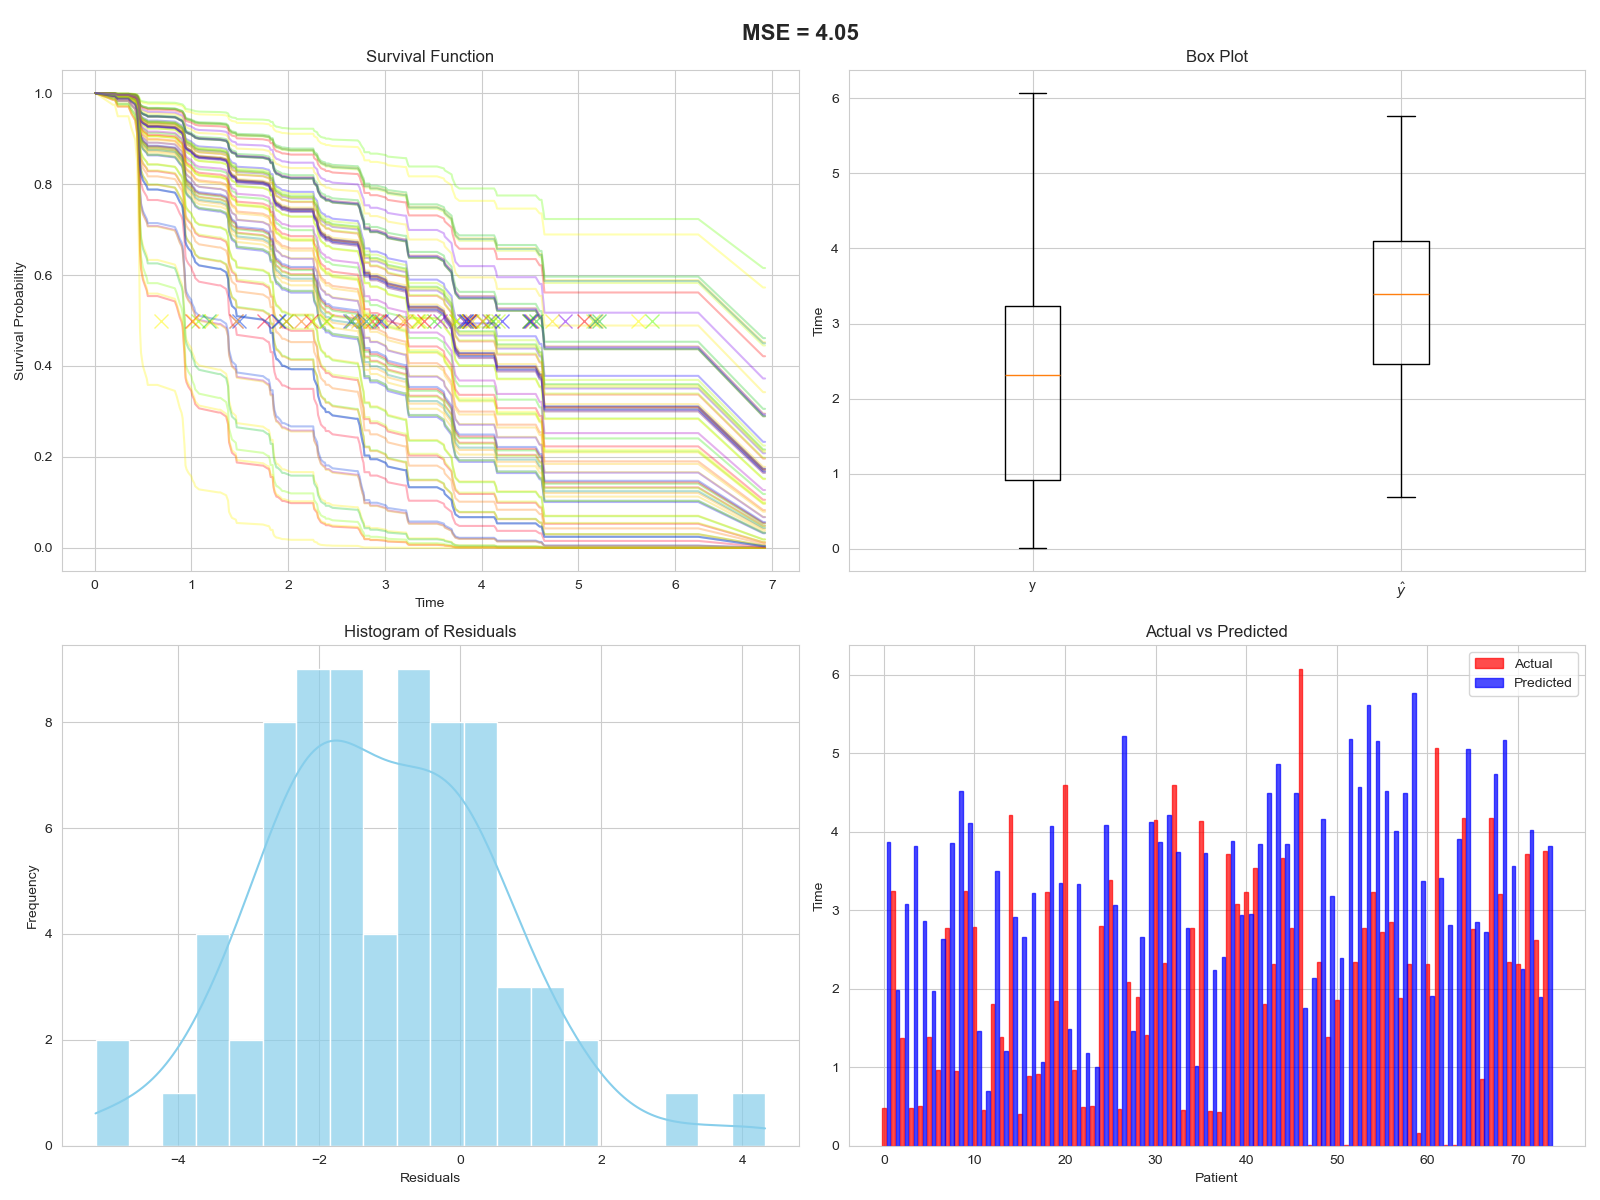 MSE = 4.05
Survival Function
Survival Probability
1.0
0.8
0.6
0.4
0.2
0.0
0 1 2 3 4 5 6 7
Time
Box Plot
Time
6
5
4
3
2
1
0
y ŷ
Histogram of Residuals
Frequency
8
6
4
2
0
−4 −2 0 2 4
Residuals
Actual vs Predicted
Actual
Predicted
Time
6
5
4
3
2
1
0
0 10 20 30 40 50 60 70
Patient